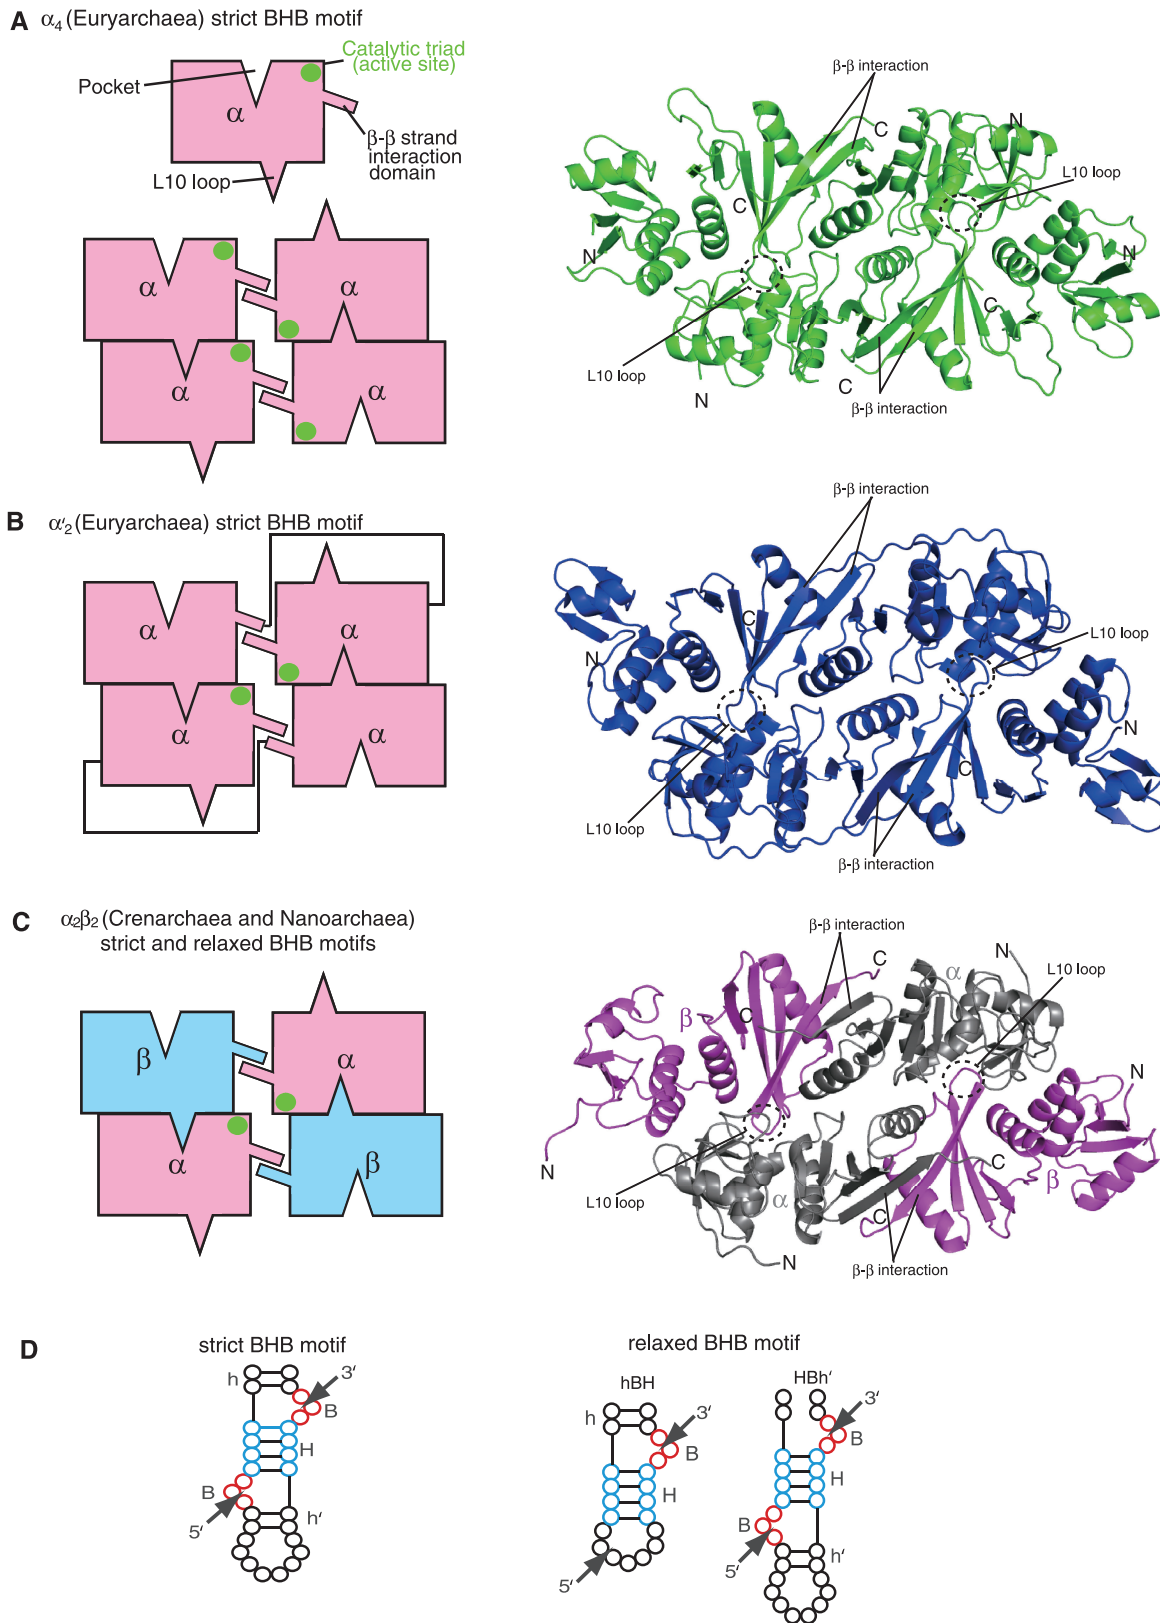 A α4 (Euryarchaea) strict BHB motif
Catalytic triad
(active site)
Pocket
α
β-β strand
interaction
domain
L10 loop
α
α
α
α
β-β interaction
C
N
L10 loop
C
N
N
C
L10 loop
C
N
β-β interaction
B α'2 (Euryarchaea) strict BHB motif
α
α
α
α
β-β interaction
C
L10 loop
N
N
C
L10 loop
β-β interaction
C α2β2 (Crenarchaea and Nanoarchaea)
strict and relaxed BHB motifs
β
α
α
β
β-β interaction
C
N
α
L10 loop
β
C
N
N
C
β
L10 loop
α
C
N
β-β interaction
D
strict BHB motif
h
3'
B
H
B
5'
h'
relaxed BHB motif
hBH
h
3'
B
H
5'
HBh'
3'
B
H
B
5'
h'